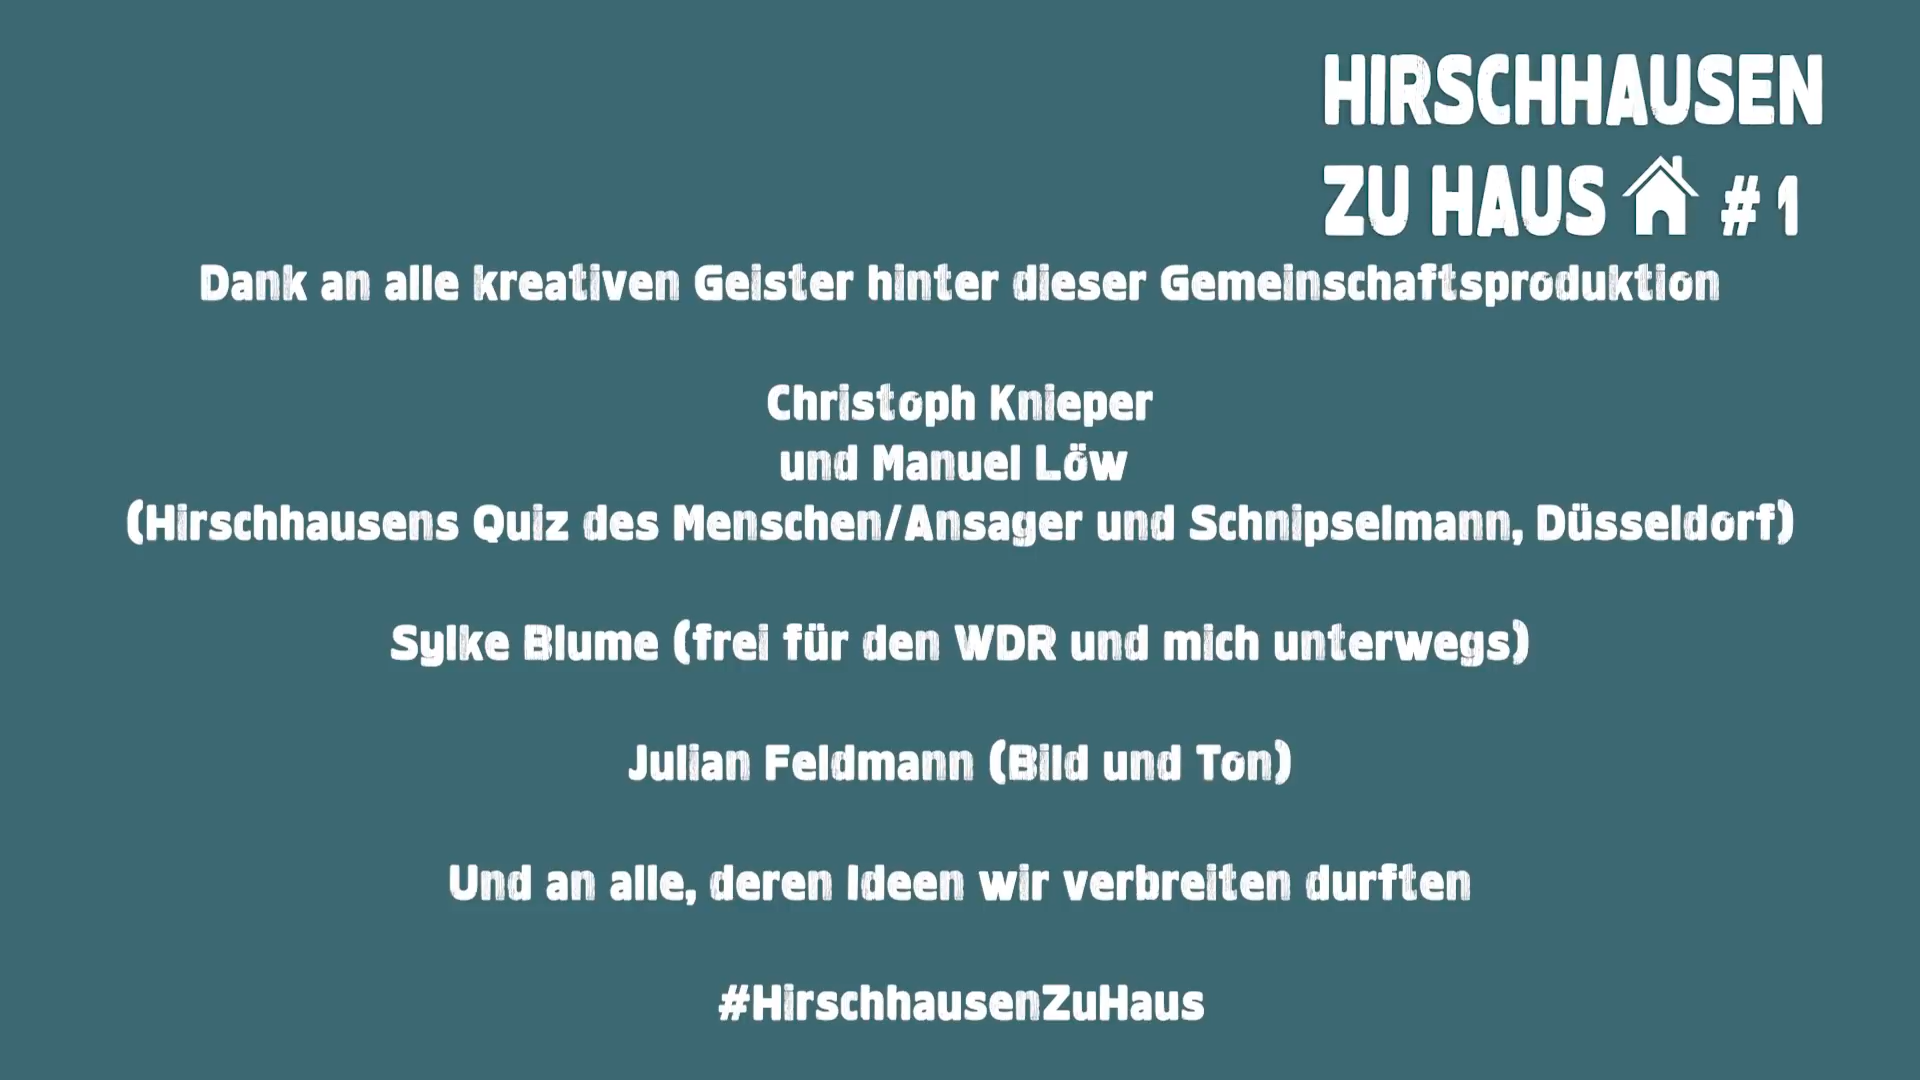 HIRSCHHAUSEN
ZU HAUS # 1
Dank an alle kreativen Geister hinter dieser Gemeinschaftsproduktion
Christoph Knieper
und Manuel Löw
(Hirschhausens Quiz des Menschen/Ansager und Schnipselmann, Düsseldorf)
Sylke Blume (frei für den WDR und mich unterwegs)
Julian Feldmann (Bild und Ton)
Und an alle, deren Ideen wir verbreiten durften
#HirschhausenZuHaus